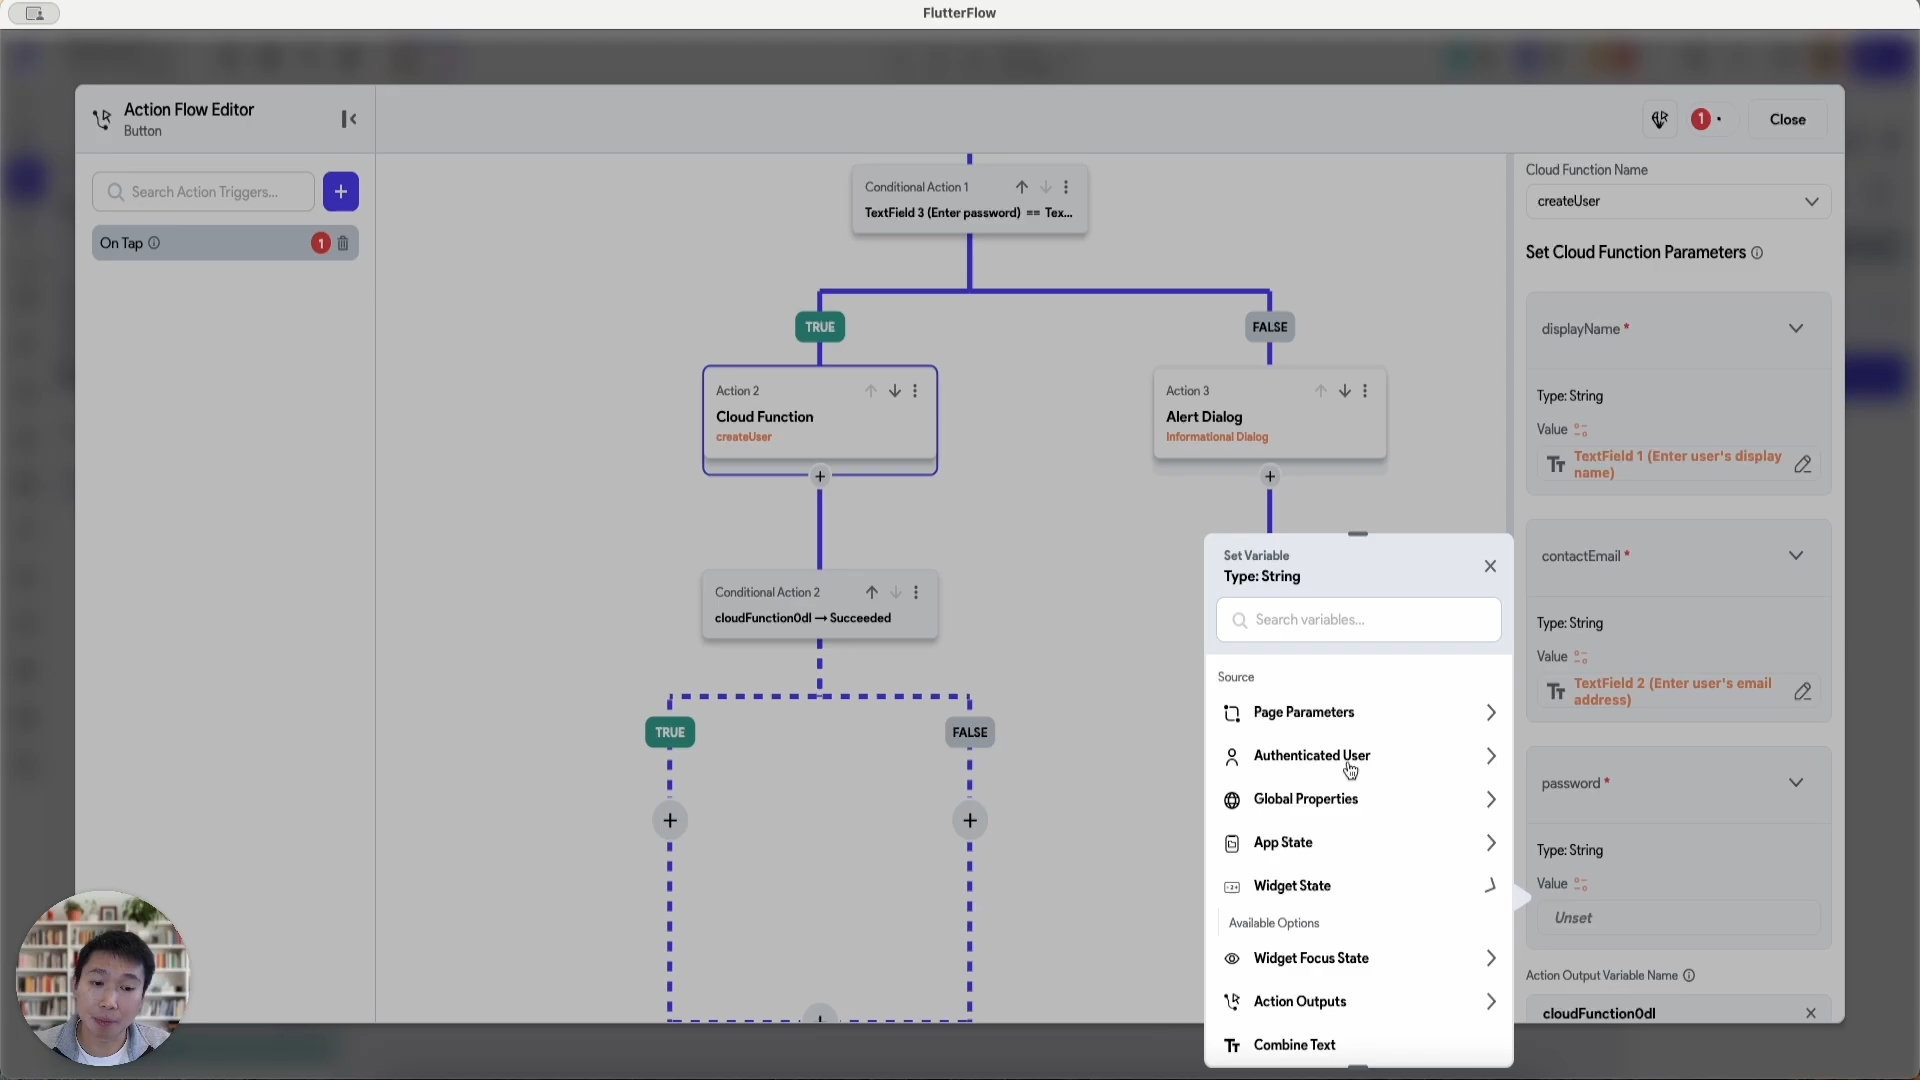 FlutterFlow
Action Flow Editor
Button
1
Close
Search Action Triggers...
On Tap
1
Conditional Action 1
TextField 3 (Enter password) == Tex...
TRUE
FALSE
Action 2
Cloud Function
createUser
Action 3
Alert Dialog
Informational Dialog
Conditional Action 2
cloudFunction0dl → Succeeded
TRUE
FALSE
Set Variable
Type: String
Search variables...
Source
Page Parameters
Authenticated User
Global Properties
App State
Widget State
Available Options
Widget Focus State
Action Outputs
Combine Text
Cloud Function Name
createUser
Set Cloud Function Parameters
displayName *
Type: String
Value
TextField 1 (Enter user's display
name)
contactEmail *
Type: String
Value
TextField 2 (Enter user's email
address)
password *
Type: String
Value
Unset
Action Output Variable Name
cloudFunction0dl